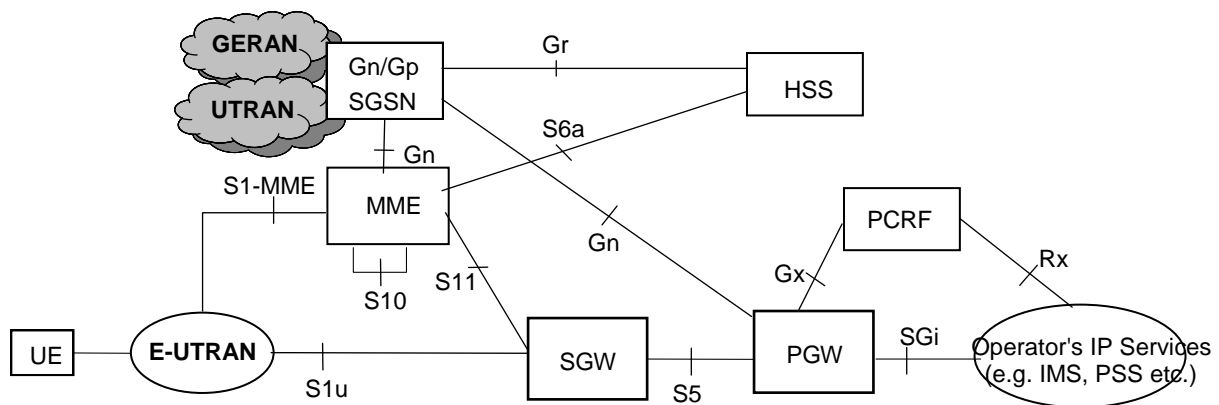 GERAN
Gr
Gn/Gp
SGSN
HSS
UTRAN
S6a
Gn
S1-MME
MME
PCRF
Gn
Rx
Gx
S11
S10
UE
E-UTRAN
SGW
PGW
SGi
Operator's IP Services
(e.g. IMS, PSS etc.)
S1u
S5